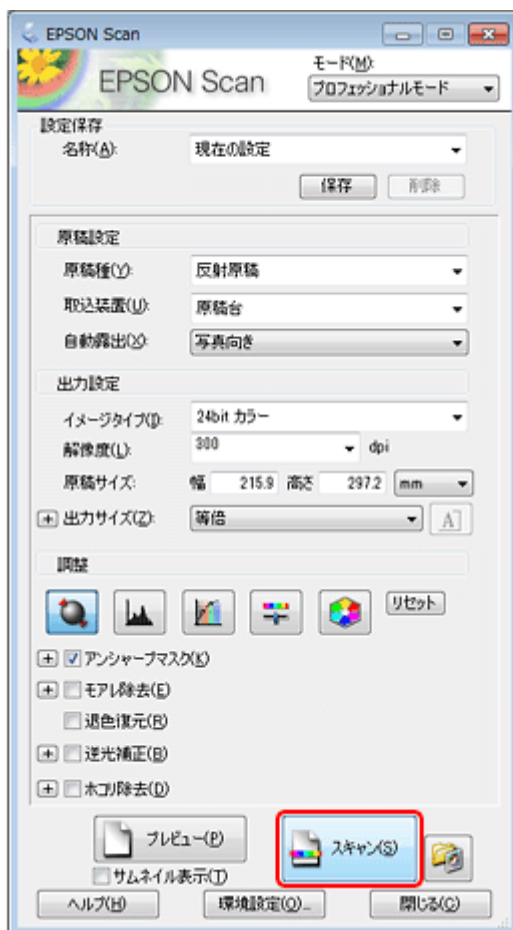 EPSON Scan
EPSON Scan
モード(M):
プロフェッショナルモード
設定保存
名称(A): 現在の設定
保存 削除
原稿設定
原稿種(Y): 反射原稿
取込装置(U): 原稿台
自動露出(X): 写真向き
出力設定
イメージタイプ(I): 24bit カラー
解像度(L): 300 dpi
原稿サイズ: 幅 215.9 高さ 297.2 mm
出力サイズ(Z): 等倍 A
調整
リセット
アンシャープマスク(K)
モアレ除去(E)
退色復元(R)
逆光補正(B)
ホコリ除去(D)
プレビュー(P) スキャン(S)
サムネイル表示(T)
ヘルプ(H) 環境設定(O)... 閉じる(C)